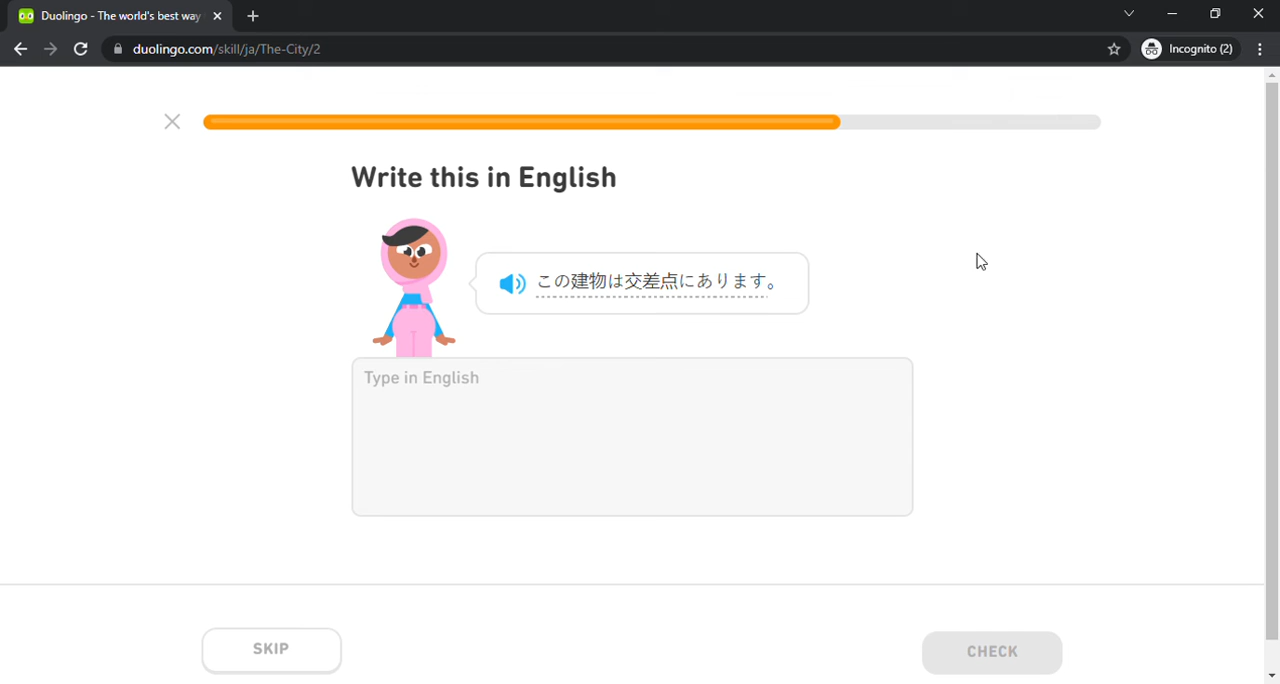 Duolingo - The world's best way
duolingo.com/skill/ja/The-City/2
Incognito (2)
Write this in English
この建物は交差点にあります。
Type in English
SKIP
CHECK